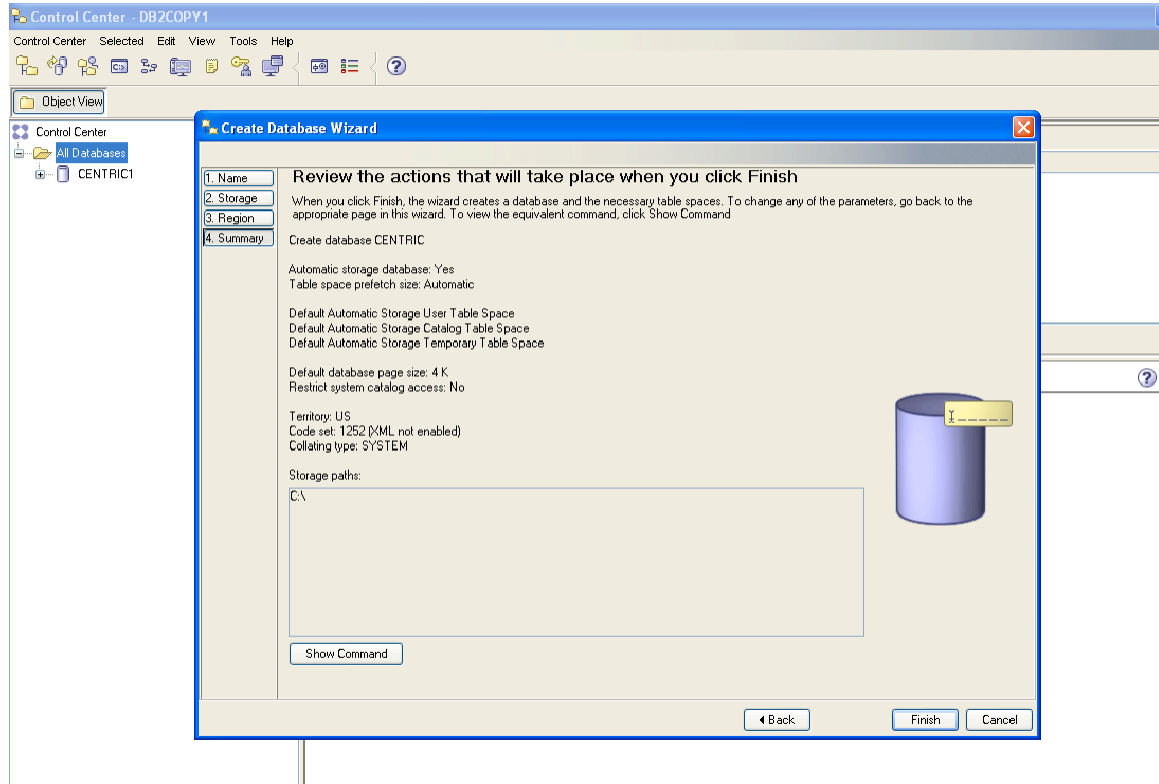 Control Center - DB2COPY1
Control Center Selected Edit View Tools Help
Object View
Control Center
All Databases
CENTRIC1
Create Database Wizard
1. Name
2. Storage
3. Region
4. Summary
Review the actions that will take place when you click Finish
When you click Finish, the wizard creates a database and the necessary table spaces. To change any of the parameters, go back to the
appropriate page in this wizard. To view the equivalent command, click Show Command
Create database CENTRIC
Automatic storage database: Yes
Table space prefetch size: Automatic
Default Automatic Storage User Table Space
Default Automatic Storage Catalog Table Space
Default Automatic Storage Temporary Table Space
Default database page size: 4 K
Restrict system catalog access: No
Territory: US
Code set: 1252 (XML not enabled)
Collating type: SYSTEM
Storage paths:
C:\
Show Command
Back
Finish
Cancel